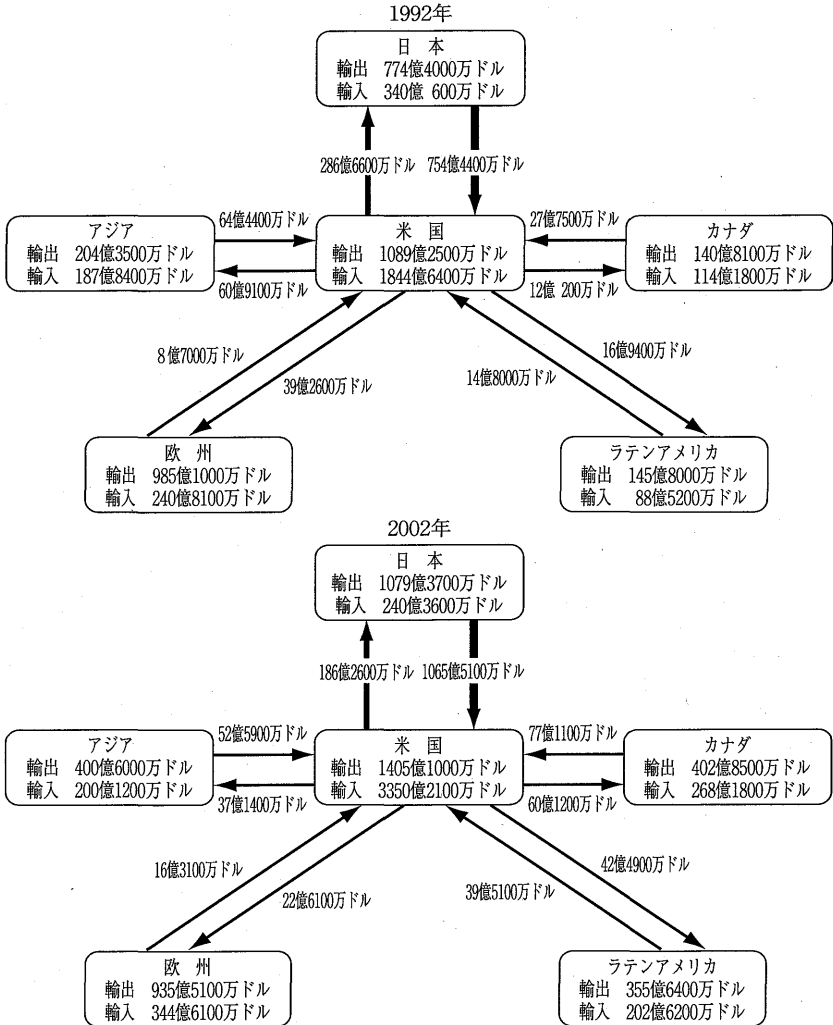 1992年
日 本
輸出 774億4000万ドル
輸入 340億 600万ドル
286億6600万ドル 754億4400万ドル
アジア
輸出 204億3500万ドル
輸入 187億8400万ドル
64億4400万ドル
60億9100万ドル
米 国
輸出 1089億2500万ドル
輸入 1844億6400万ドル
27億7500万ドル
12億 200万ドル
カナダ
輸出 140億8100万ドル
輸入 114億1800万ドル
8億7000万ドル
39億2600万ドル
14億8000万ドル
16億9400万ドル
欧 州
輸出 985億1000万ドル
輸入 240億8100万ドル
ラテンアメリカ
輸出 145億8000万ドル
輸入 88億5200万ドル
2002年
日 本
輸出 1079億3700万ドル
輸入 240億3600万ドル
186億2600万ドル 1065億5100万ドル
アジア
輸出 400億6000万ドル
輸入 200億1200万ドル
52億5900万ドル
37億1400万ドル
米 国
輸出 1405億1000万ドル
輸入 3350億2100万ドル
77億1100万ドル
60億1200万ドル
カナダ
輸出 402億8500万ドル
輸入 268億1800万ドル
16億3100万ドル
22億6100万ドル
39億5100万ドル
42億4900万ドル
欧 州
輸出 935億5100万ドル
輸入 344億6100万ドル
ラテンアメリカ
輸出 355億6400万ドル
輸入 202億6200万ドル